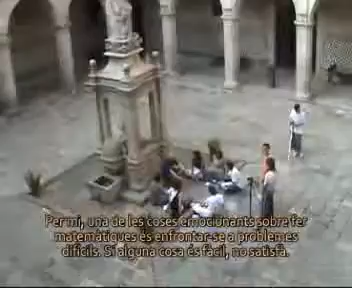 Per mi, una de les coses emocionants sobre fer
matemàtiques és enfrontar-se a problemes
difícils. Si alguna cosa és fàcil, no satisfà.